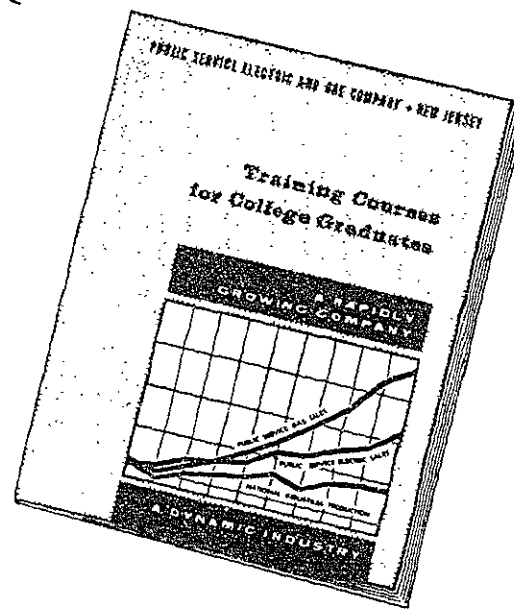 PUBLIC SERVICE ELECTRIC AND GAS COMPANY • NEW JERSEY
Training Courses
for College Graduates
A RAPIDLY
GROWING COMPANY
PUBLIC SERVICE GAS SALES
PUBLIC SERVICE ELECTRIC SALES
NATIONAL INDUSTRIAL PRODUCTION
A DYNAMIC INDUSTRY